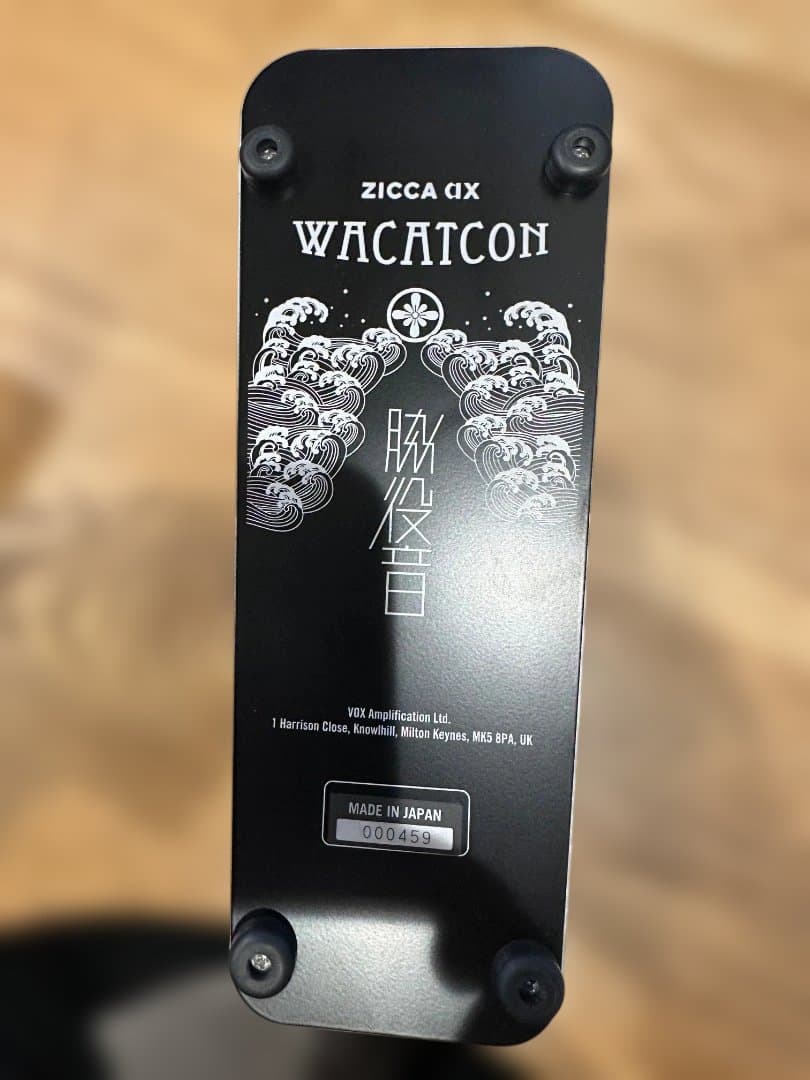 ZICCA ax
WACATCON
脇役音
VOX Amplification Ltd.
1 Harrison Close, Knowlhill, Milton Keynes, MK5 8PA, UK
MADE IN JAPAN
000459